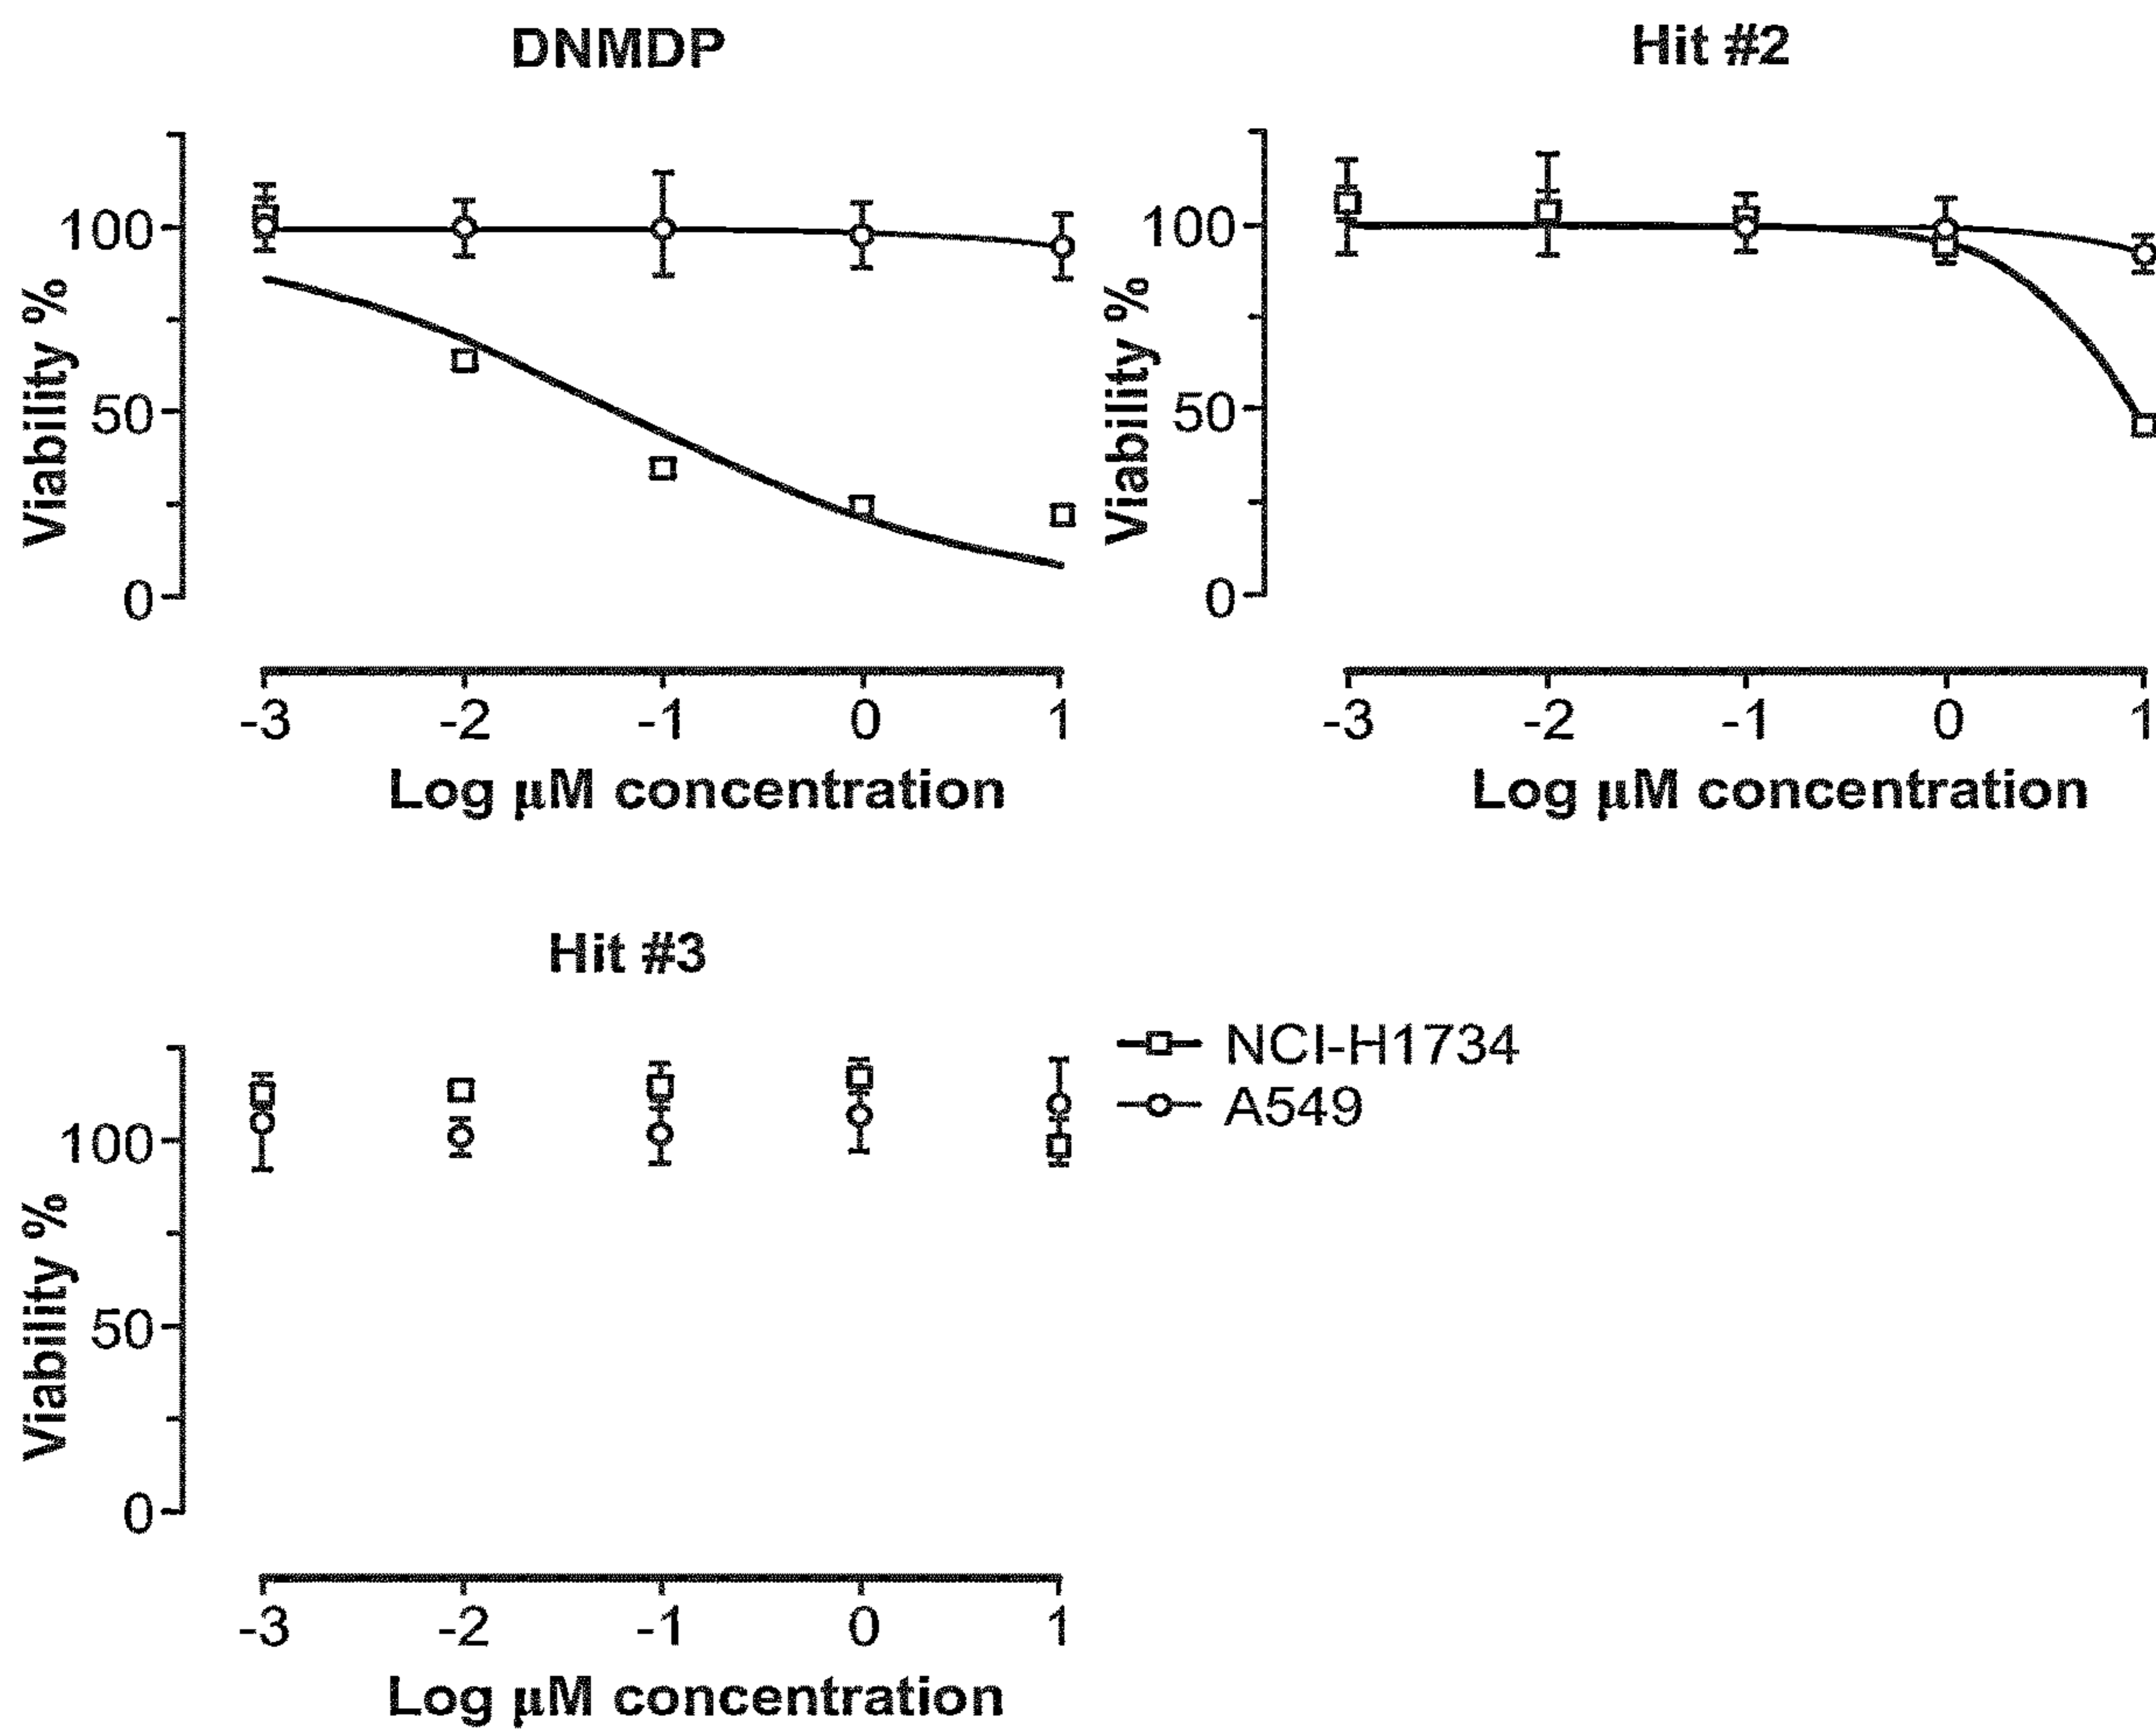 DNMDP
Viability %
100
50
0
-3 -2 -1 0 1
Log µM concentration
Hit #2
Viability %
100
50
0
-3 -2 -1 0 1
Log µM concentration
Hit #3
Viability %
100
50
0
-3 -2 -1 0 1
Log µM concentration
NCI-H1734
A549